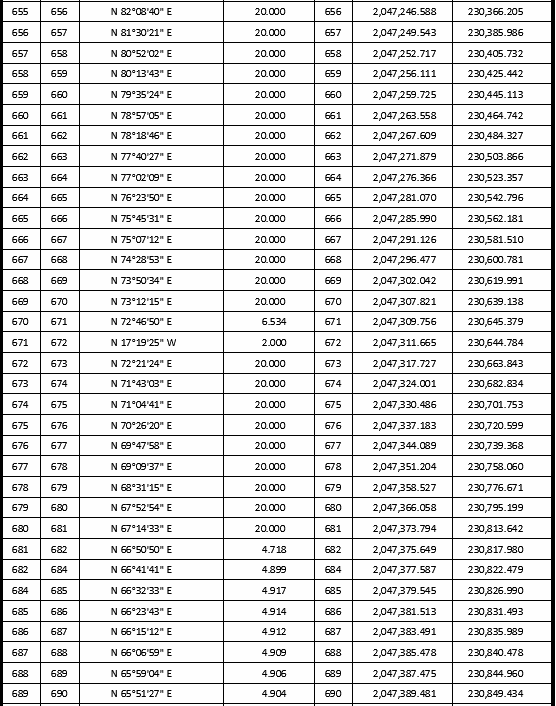 655 656 N 82°08'40" E 20.000 656 2,047,246.588 230,366.205
656 657 N 81°30'21" E 20.000 657 2,047,249.543 230,385.986
657 658 N 80°52'02" E 20.000 658 2,047,252.717 230,405.732
658 659 N 80°13'43" E 20.000 659 2,047,256.111 230,425.442
659 660 N 79°35'24" E 20.000 660 2,047,259.725 230,445.113
660 661 N 78°57'05" E 20.000 661 2,047,263.558 230,464.742
661 662 N 78°18'46" E 20.000 662 2,047,267.609 230,484.327
662 663 N 77°40'27" E 20.000 663 2,047,271.879 230,503.866
663 664 N 77°02'09" E 20.000 664 2,047,276.366 230,523.357
664 665 N 76°23'50" E 20.000 665 2,047,281.070 230,542.796
665 666 N 75°45'31" E 20.000 666 2,047,285.990 230,562.181
666 667 N 75°07'12" E 20.000 667 2,047,291.126 230,581.510
667 668 N 74°28'53" E 20.000 668 2,047,296.477 230,600.781
668 669 N 73°50'34" E 20.000 669 2,047,302.042 230,619.991
669 670 N 73°12'15" E 20.000 670 2,047,307.821 230,639.138
670 671 N 72°46'50" E 6.534 671 2,047,309.756 230,645.379
671 672 N 17°19'25" W 2.000 672 2,047,311.665 230,644.784
672 673 N 72°21'24" E 20.000 673 2,047,317.727 230,663.843
673 674 N 71°43'03" E 20.000 674 2,047,324.001 230,682.834
674 675 N 71°04'41" E 20.000 675 2,047,330.486 230,701.753
675 676 N 70°26'20" E 20.000 676 2,047,337.183 230,720.599
676 677 N 69°47'58" E 20.000 677 2,047,344.089 230,739.368
677 678 N 69°09'37" E 20.000 678 2,047,351.204 230,758.060
678 679 N 68°31'15" E 20.000 679 2,047,358.527 230,776.671
679 680 N 67°52'54" E 20.000 680 2,047,366.058 230,795.199
680 681 N 67°14'33" E 20.000 681 2,047,373.794 230,813.642
681 682 N 66°50'50" E 4.718 682 2,047,375.649 230,817.980
682 684 N 66°41'41" E 4.899 684 2,047,377.587 230,822.479
684 685 N 66°32'33" E 4.917 685 2,047,379.545 230,826.990
685 686 N 66°23'43" E 4.914 686 2,047,381.513 230,831.493
686 687 N 66°15'12" E 4.912 687 2,047,383.491 230,835.989
687 688 N 66°06'59" E 4.909 688 2,047,385.478 230,840.478
688 689 N 65°59'04" E 4.906 689 2,047,387.475 230,844.960
689 690 N 65°51'27" E 4.904 690 2,047,389.481 230,849.434